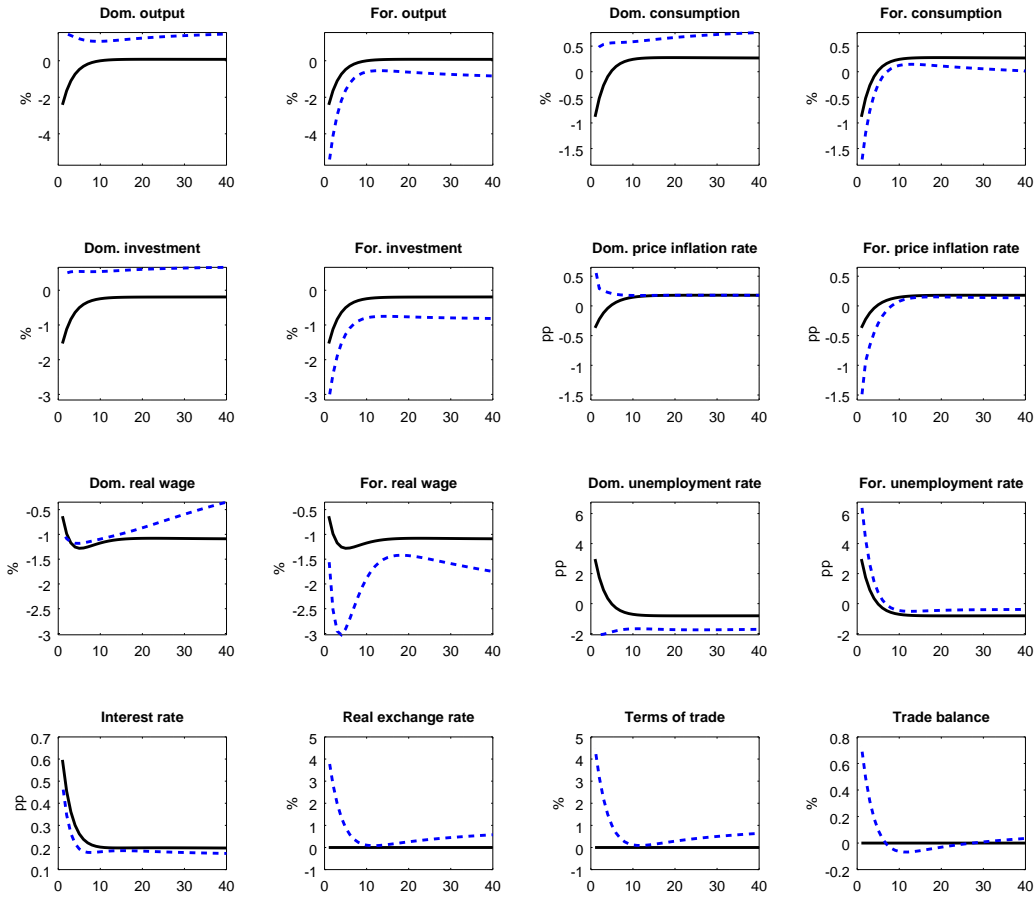 Dom. output
For. output
Dom. consumption
For. consumption
%
0
-2
-4
0 10 20 30 40
%
0
-2
-4
0 10 20 30 40
%
0.5
0
-0.5
-1
-1.5
0 10 20 30 40
%
0.5
0
-0.5
-1
-1.5
0 10 20 30 40
Dom. investment
For. investment
Dom. price inflation rate
For. price inflation rate
%
0
-1
-2
-3
0 10 20 30 40
%
0
-1
-2
-3
0 10 20 30 40
pp
0.5
0
-0.5
-1
-1.5
0 10 20 30 40
pp
0.5
0
-0.5
-1
-1.5
0 10 20 30 40
Dom. real wage
For. real wage
Dom. unemployment rate
For. unemployment rate
%
-0.5
-1
-1.5
-2
-2.5
-3
0 10 20 30 40
%
-0.5
-1
-1.5
-2
-2.5
-3
0 10 20 30 40
pp
6
4
2
0
-2
0 10 20 30 40
pp
6
4
2
0
-2
0 10 20 30 40
Interest rate
Real exchange rate
Terms of trade
Trade balance
pp
0.7
0.6
0.5
0.4
0.3
0.2
0.1
0 10 20 30 40
%
5
4
3
2
1
0
-1
0 10 20 30 40
%
5
4
3
2
1
0
-1
0 10 20 30 40
%
0.8
0.6
0.4
0.2
0
-0.2
0 10 20 30 40